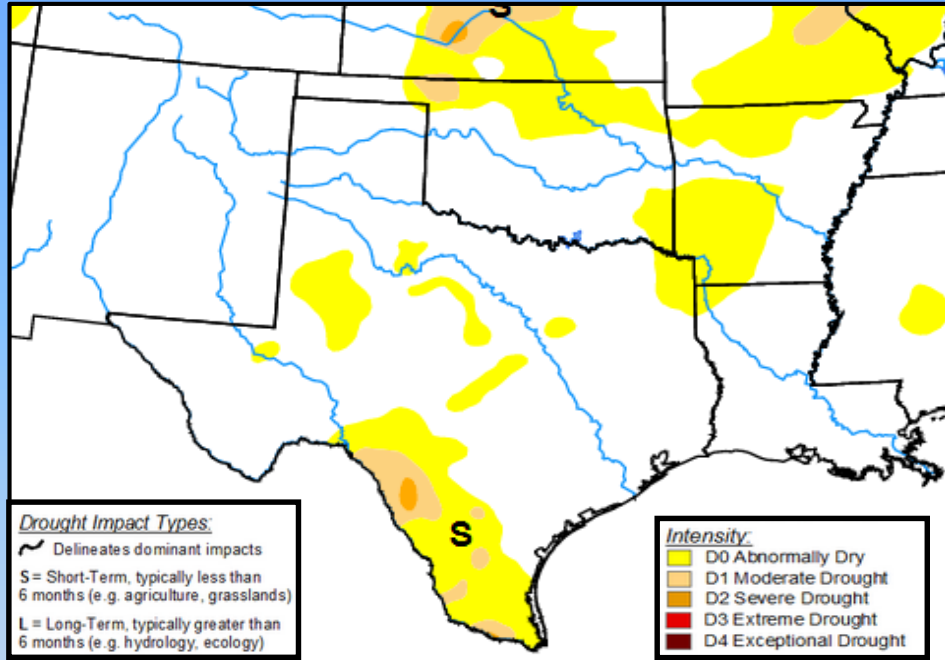 S
S
Drought Impact Types:
Delineates dominant impacts
S = Short-Term, typically less than
6 months (e.g. agriculture, grasslands)
L = Long-Term, typically greater than
6 months (e.g. hydrology, ecology)
Intensity:
D0 Abnormally Dry
D1 Moderate Drought
D2 Severe Drought
D3 Extreme Drought
D4 Exceptional Drought